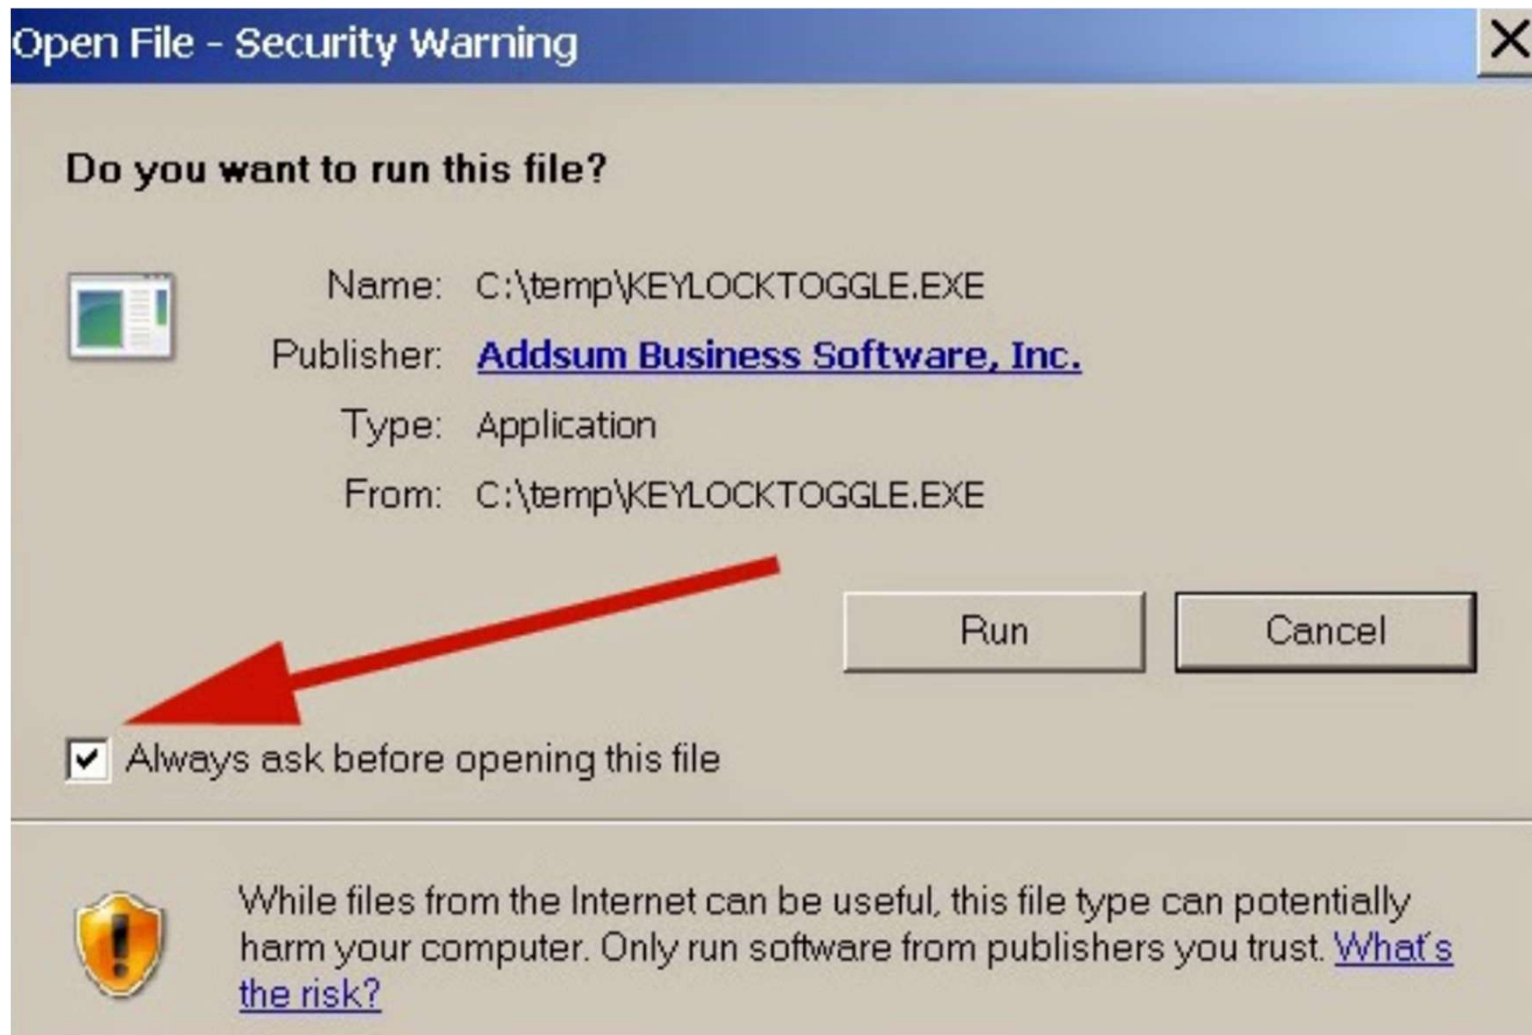 Open File - Security Warning
Do you want to run this file?
Name: C:\temp\KEYLOCKTOGGLE.EXE
Publisher: Addsum Business Software, Inc.
Type: Application
From: C:\temp\KEYLOCKTOGGLE.EXE
Run Cancel
Always ask before opening this file
While files from the Internet can be useful, this file type can potentially
harm your computer. Only run software from publishers you trust. What's
the risk?